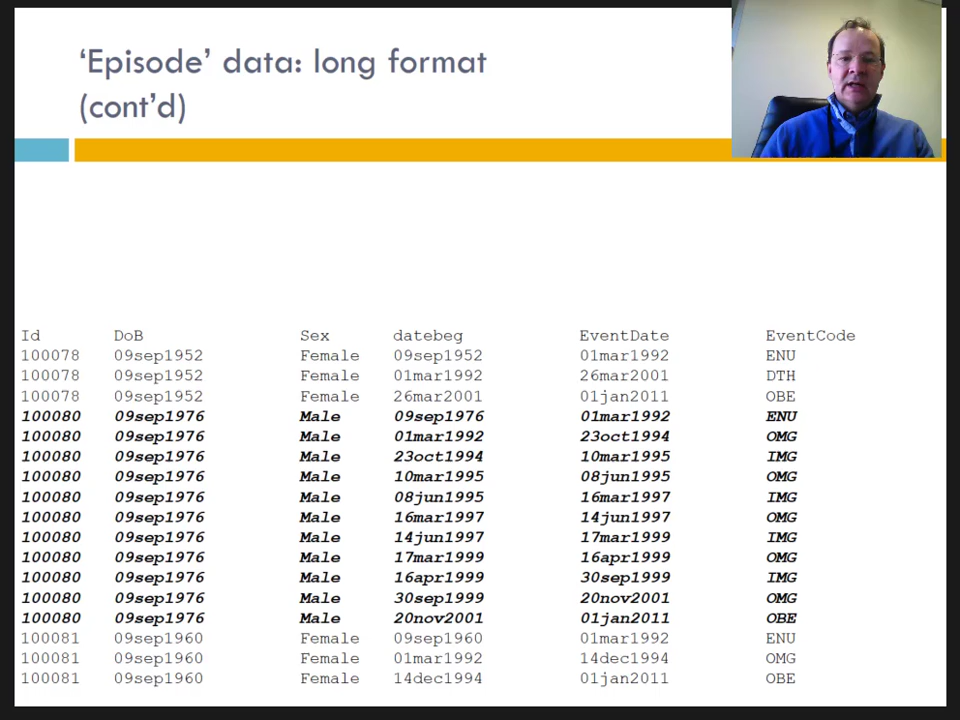 ‘Episode’ data: long format
(cont’d)
Id DoB Sex datebeg EventDate EventCode
100078 09sep1952 Female 09sep1952 01mar1992 ENU
100078 09sep1952 Female 01mar1992 26mar2001 DTH
100078 09sep1952 Female 26mar2001 01jan2011 OBE
100080 09sep1976 Male 09sep1976 01mar1992 ENU
100080 09sep1976 Male 01mar1992 23oct1994 OMG
100080 09sep1976 Male 23oct1994 10mar1995 IMG
100080 09sep1976 Male 10mar1995 08jun1995 OMG
100080 09sep1976 Male 08jun1995 16mar1997 IMG
100080 09sep1976 Male 16mar1997 14jun1997 OMG
100080 09sep1976 Male 14jun1997 17mar1999 IMG
100080 09sep1976 Male 17mar1999 16apr1999 OMG
100080 09sep1976 Male 16apr1999 30sep1999 IMG
100080 09sep1976 Male 30sep1999 20nov2001 OMG
100080 09sep1976 Male 20nov2001 01jan2011 OBE
100081 09sep1960 Female 09sep1960 01mar1992 ENU
100081 09sep1960 Female 01mar1992 14dec1994 OMG
100081 09sep1960 Female 14dec1994 01jan2011 OBE